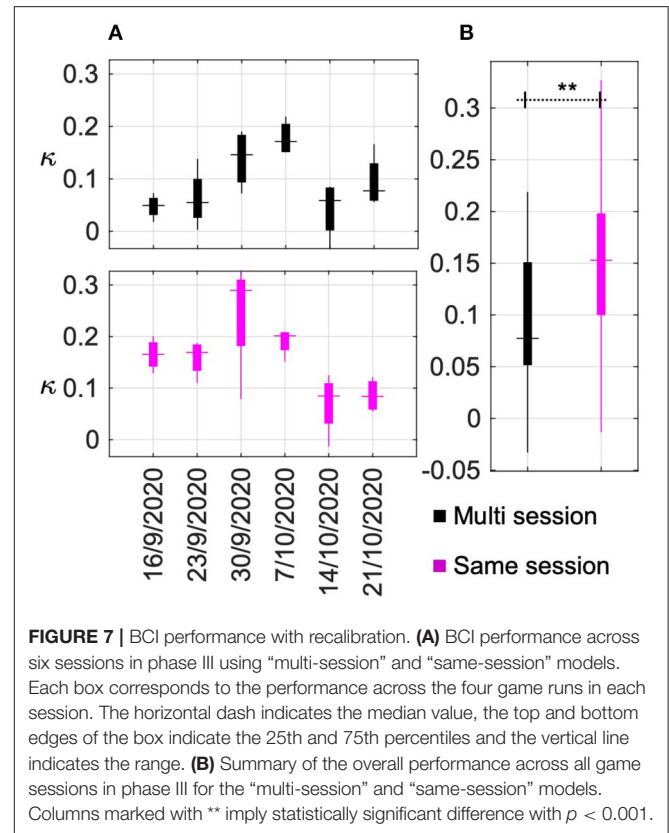 A
B
0.3
0.2
κ
0.1
0
0.3
0.2
κ
0.1
0
16/9/2020
23/9/2020
30/9/2020
7/10/2020
14/10/2020
21/10/2020
**
0.3
0.25
0.2
0.15
0.1
0.05
0
-0.05
Multi session
Same session
FIGURE 7 | BCI performance with recalibration. (A) BCI performance across
six sessions in phase III using “multi-session” and “same-session” models.
Each box corresponds to the performance across the four game runs in each
session. The horizontal dash indicates the median value, the top and bottom
edges of the box indicate the 25th and 75th percentiles and the vertical line
indicates the range. (B) Summary of the overall performance across all game
sessions in phase III for the “multi-session” and “same-session” models.
Columns marked with ** imply statistically significant difference with p < 0.001.